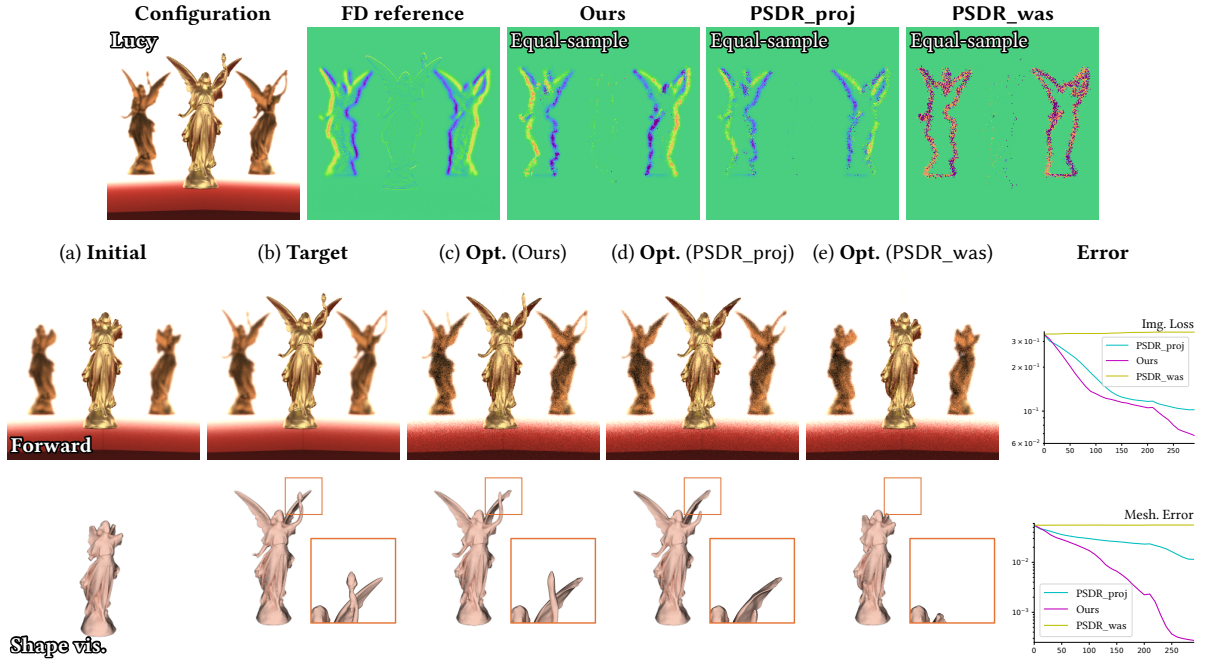 Configuration FD reference Ours PSDR_proj PSDR_was
Lucy Equal-sample Equal-sample Equal-sample
(a) Initial (b) Target (c) Opt. (Ours) (d) Opt. (PSDR_proj) (e) Opt. (PSDR_was) Error
Forward
Img. Loss
3 × 10⁻¹
2 × 10⁻¹
10⁻¹
6 × 10⁻²
PSDR_proj
Ours
PSDR_was
0 50 100 150 200 250
Shape vis.
Mesh. Error
10⁻²
10⁻³
PSDR_proj
Ours
PSDR_was
0 50 100 150 200 250